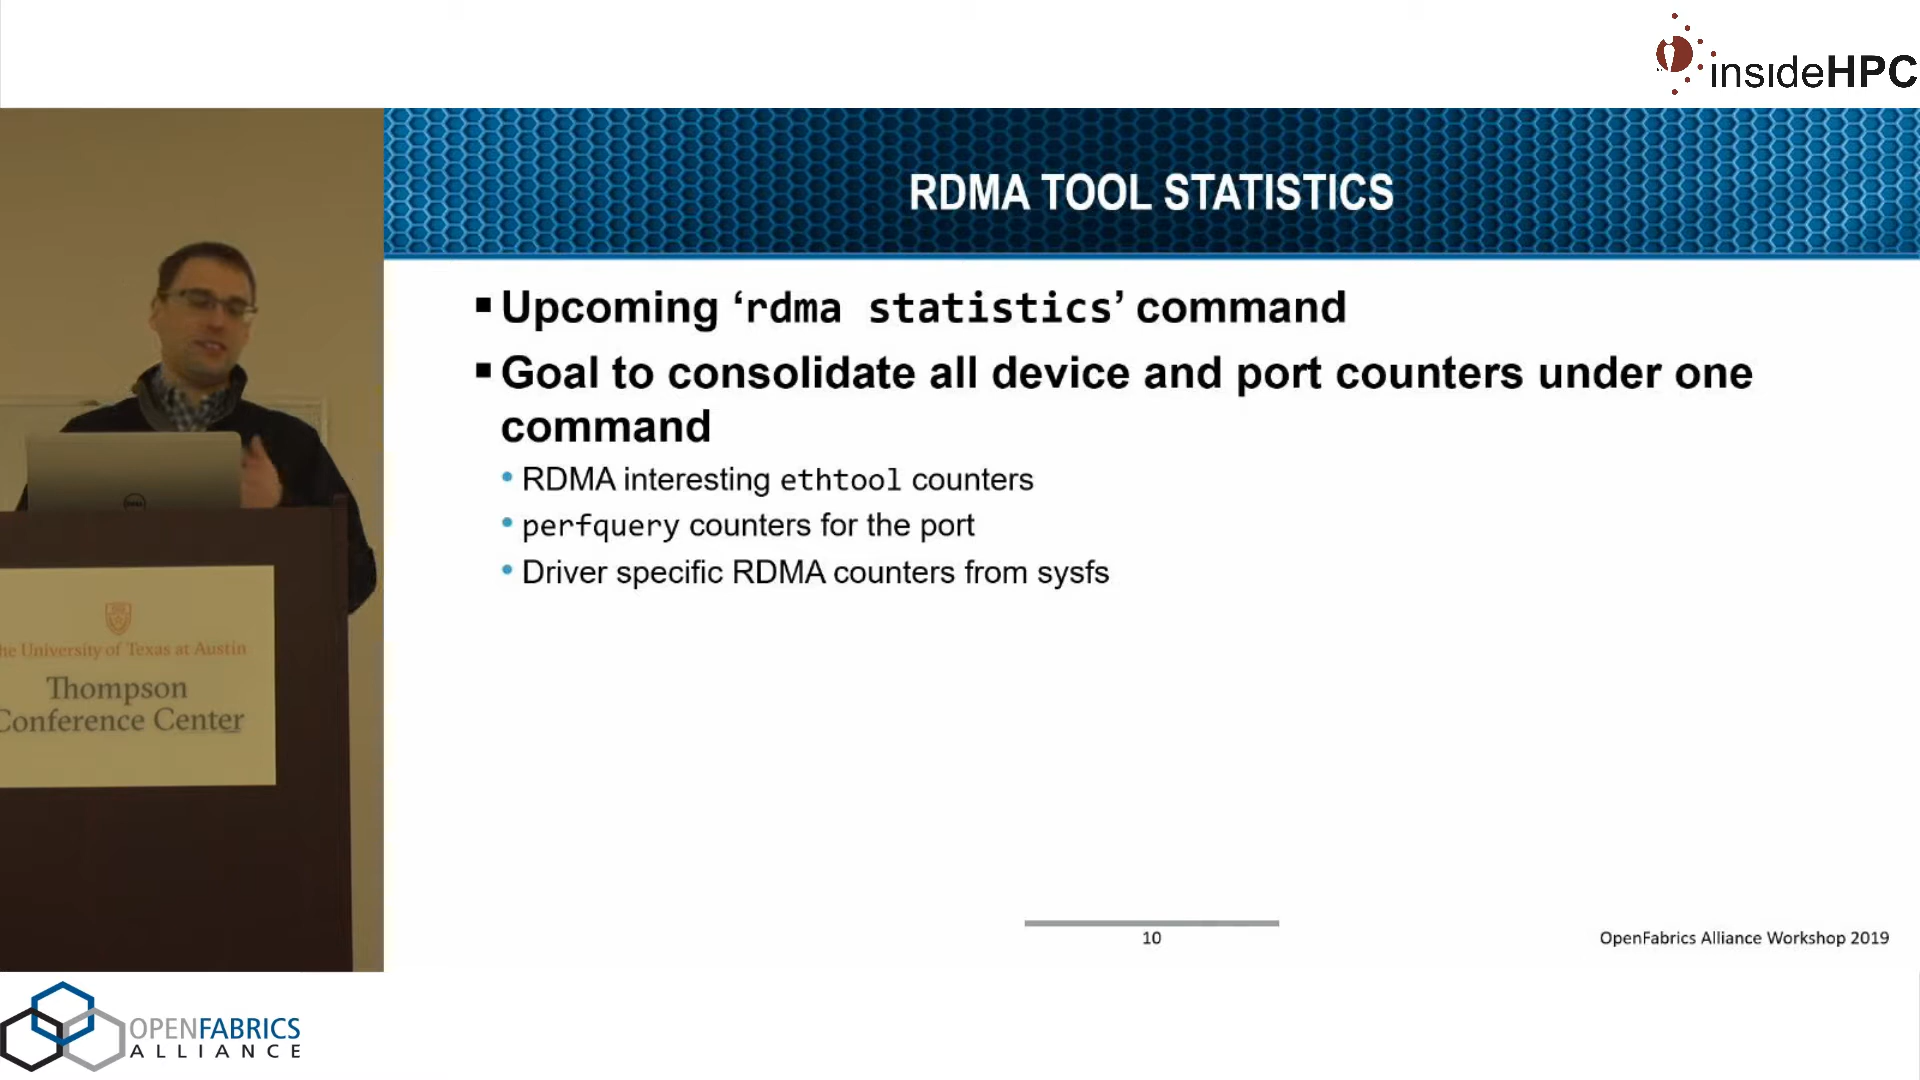 insideHPC
RDMA TOOL STATISTICS
▪ Upcoming ‘rdma statistics’ command
▪ Goal to consolidate all device and port counters under one
command
• RDMA interesting ethtool counters
• perfquery counters for the port
• Driver specific RDMA counters from sysfs
he University of Texas at Austin
Thompson
Conference Center
10
OpenFabrics Alliance Workshop 2019
OPENFABRICS
ALLIANCE